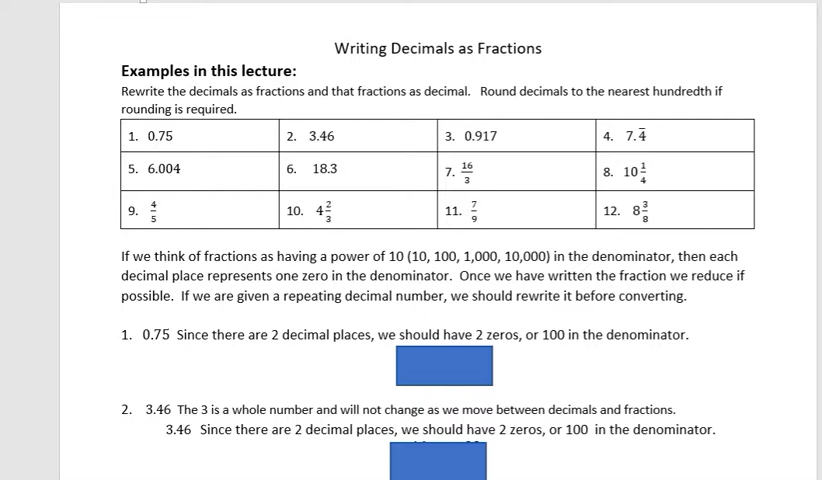 Writing Decimals as Fractions
Examples in this lecture:
Rewrite the decimals as fractions and that fractions as decimal. Round decimals to the nearest hundredth if
rounding is required.
1. 0.75 2. 3.46 3. 0.917 4. 7.4̅
5. 6.004 6. 18.3 7. 16/3 8. 10 1/4
9. 4/5 10. 4 2/3 11. 7/9 12. 8 3/8
If we think of fractions as having a power of 10 (10, 100, 1,000, 10,000) in the denominator, then each
decimal place represents one zero in the denominator. Once we have written the fraction we reduce if
possible. If we are given a repeating decimal number, we should rewrite it before converting.
1. 0.75 Since there are 2 decimal places, we should have 2 zeros, or 100 in the denominator.
2. 3.46 The 3 is a whole number and will not change as we move between decimals and fractions.
3.46 Since there are 2 decimal places, we should have 2 zeros, or 100 in the denominator.